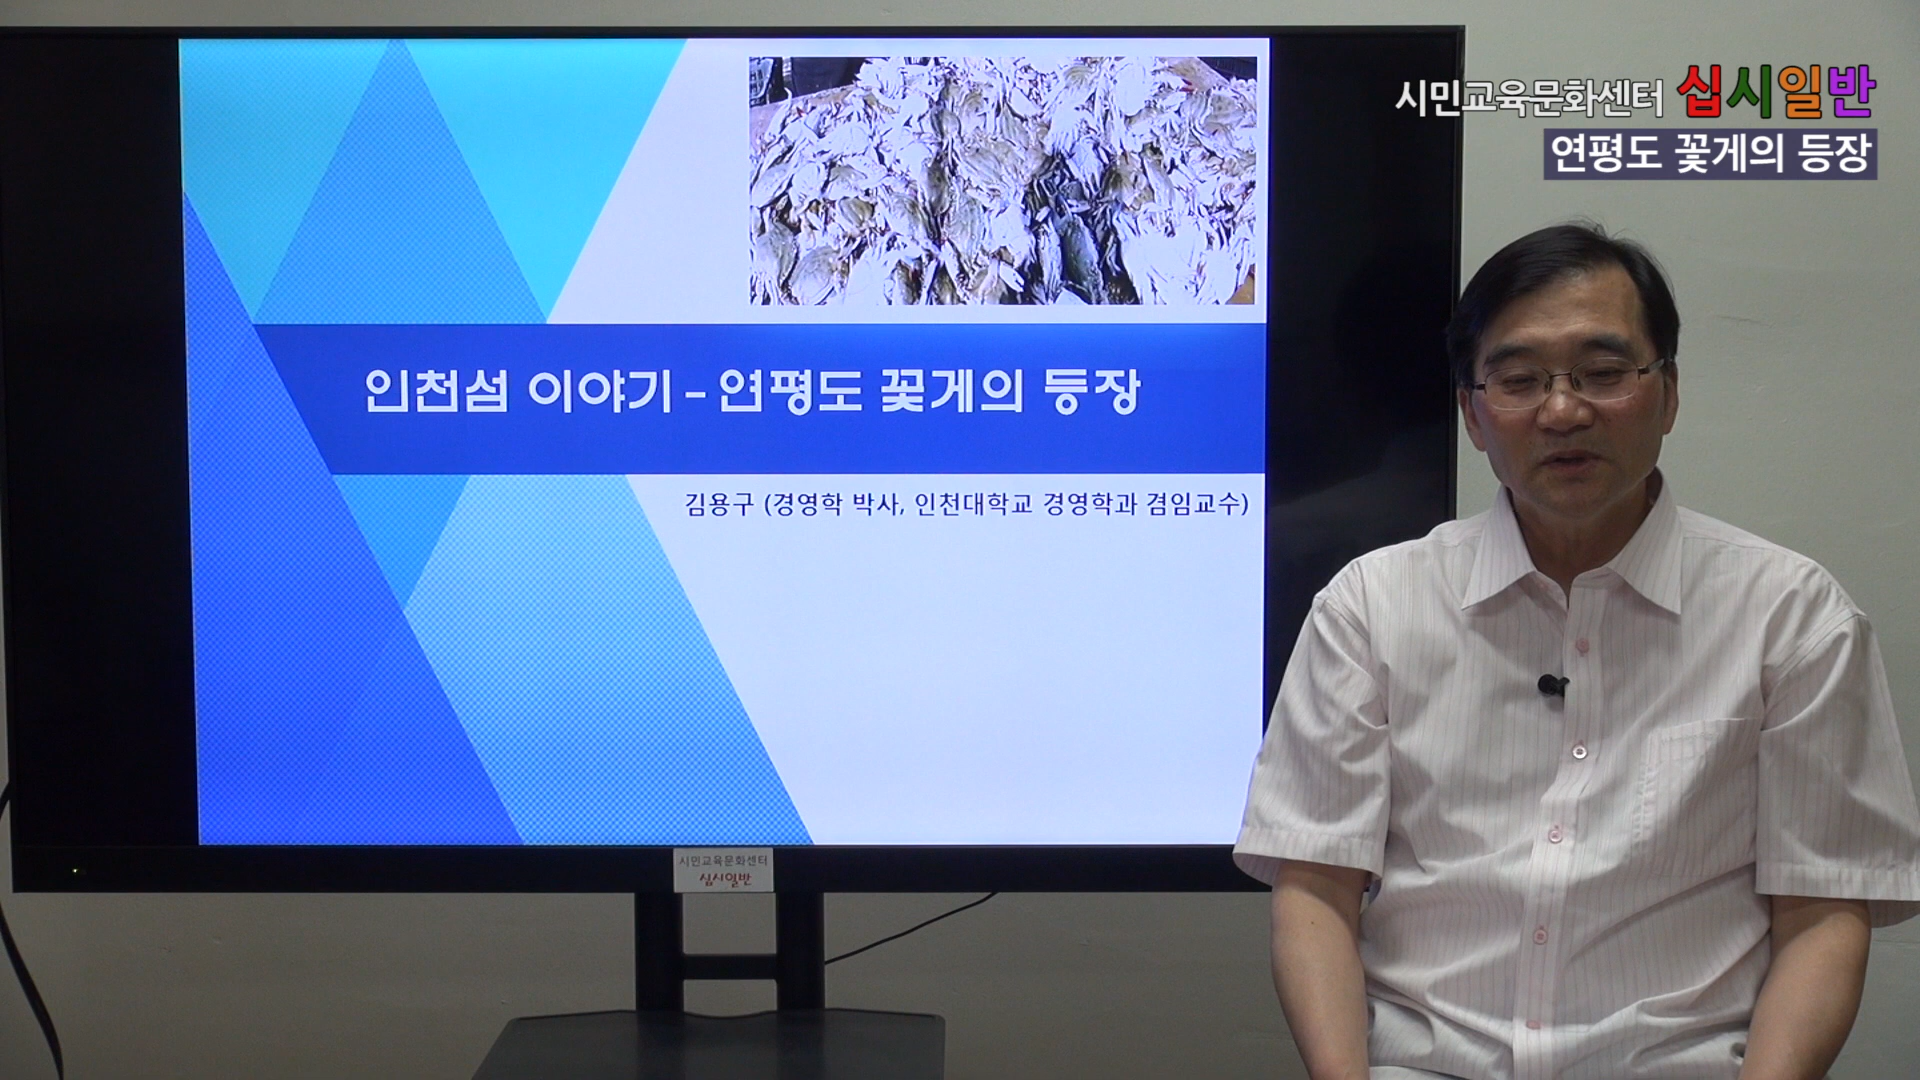 시민교육문화센터 십시일반
연평도 꽃게의 등장
인천섬 이야기 - 연평도 꽃게의 등장
김용구 (경영학 박사, 인천대학교 경영학과 겸임교수)
시민교육문화센터
십시일반